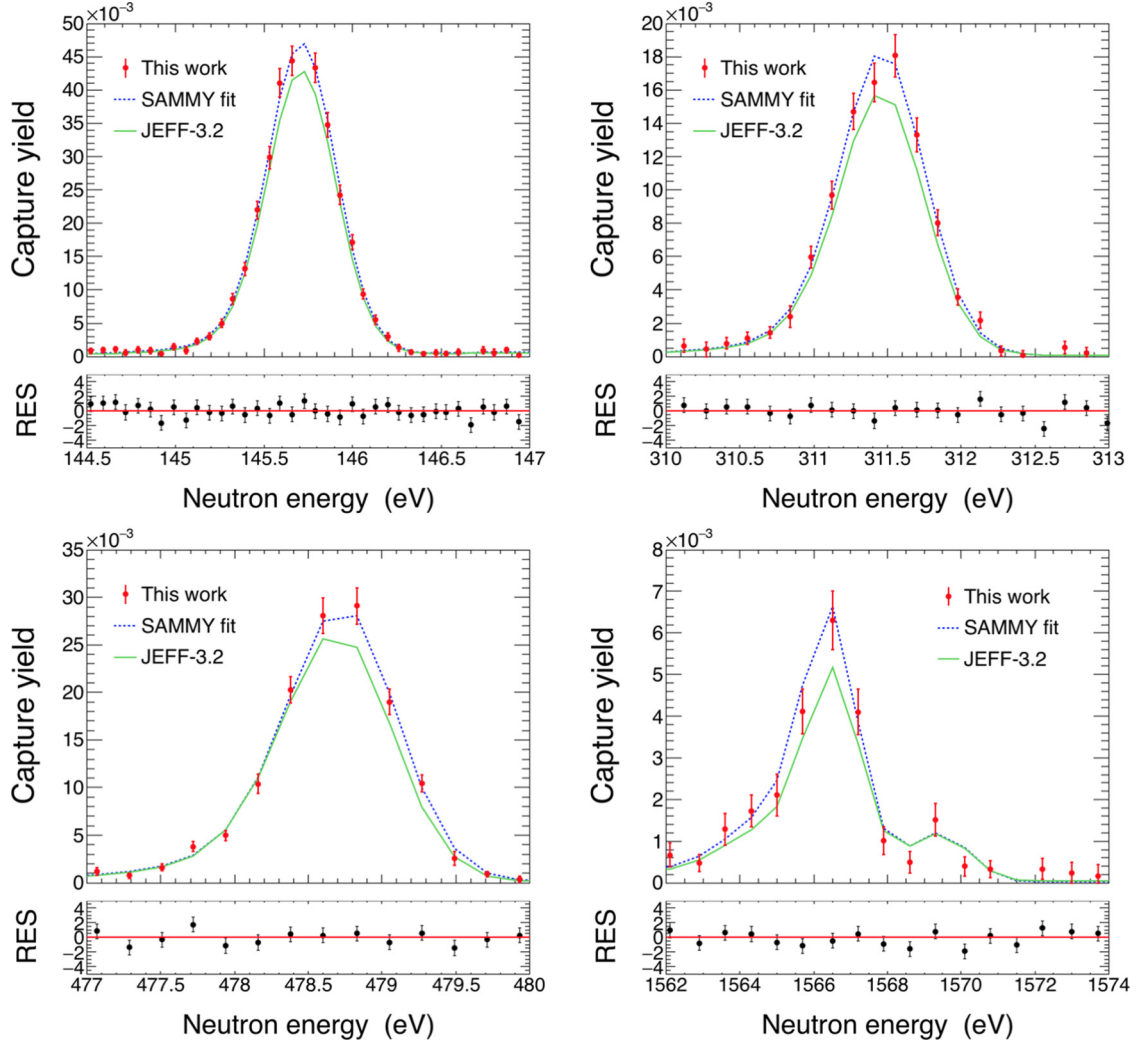 ×10⁻³
50
45
40
35
30
25
20
15
10
5
0
Capture yield
This work
SAMMY fit
JEFF-3.2
4
2
0
−2
−4
RES
144.5 145 145.5 146 146.5 147
Neutron energy (eV)
×10⁻³
20
18
16
14
12
10
8
6
4
2
0
Capture yield
This work
SAMMY fit
JEFF-3.2
4
2
0
−2
−4
RES
310 310.5 311 311.5 312 312.5 313
Neutron energy (eV)
×10⁻³
35
30
25
20
15
10
5
0
Capture yield
This work
SAMMY fit
JEFF-3.2
4
2
0
−2
−4
RES
477 477.5 478 478.5 479 479.5 480
Neutron energy (eV)
×10⁻³
8
7
6
5
4
3
2
1
0
Capture yield
This work
SAMMY fit
JEFF-3.2
4
2
0
−2
−4
RES
1562 1564 1566 1568 1570 1572 1574
Neutron energy (eV)